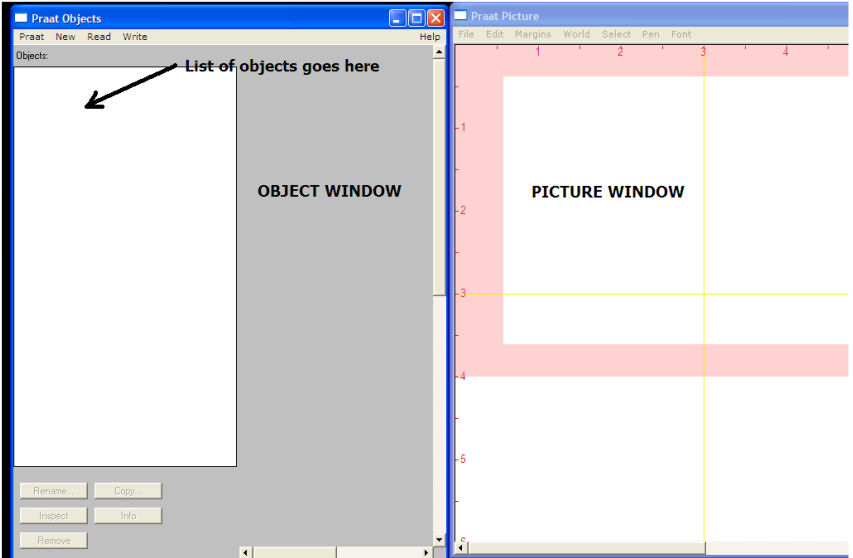 Praat Objects
Praat New Read Write Help
Objects:
List of objects goes here
OBJECT WINDOW
Rename... Copy...
Inspect Info
Remove
Praat Picture
File Edit Margins World Select Pen Font
1 2 3 4
1
PICTURE WINDOW
2
3
4
5
6